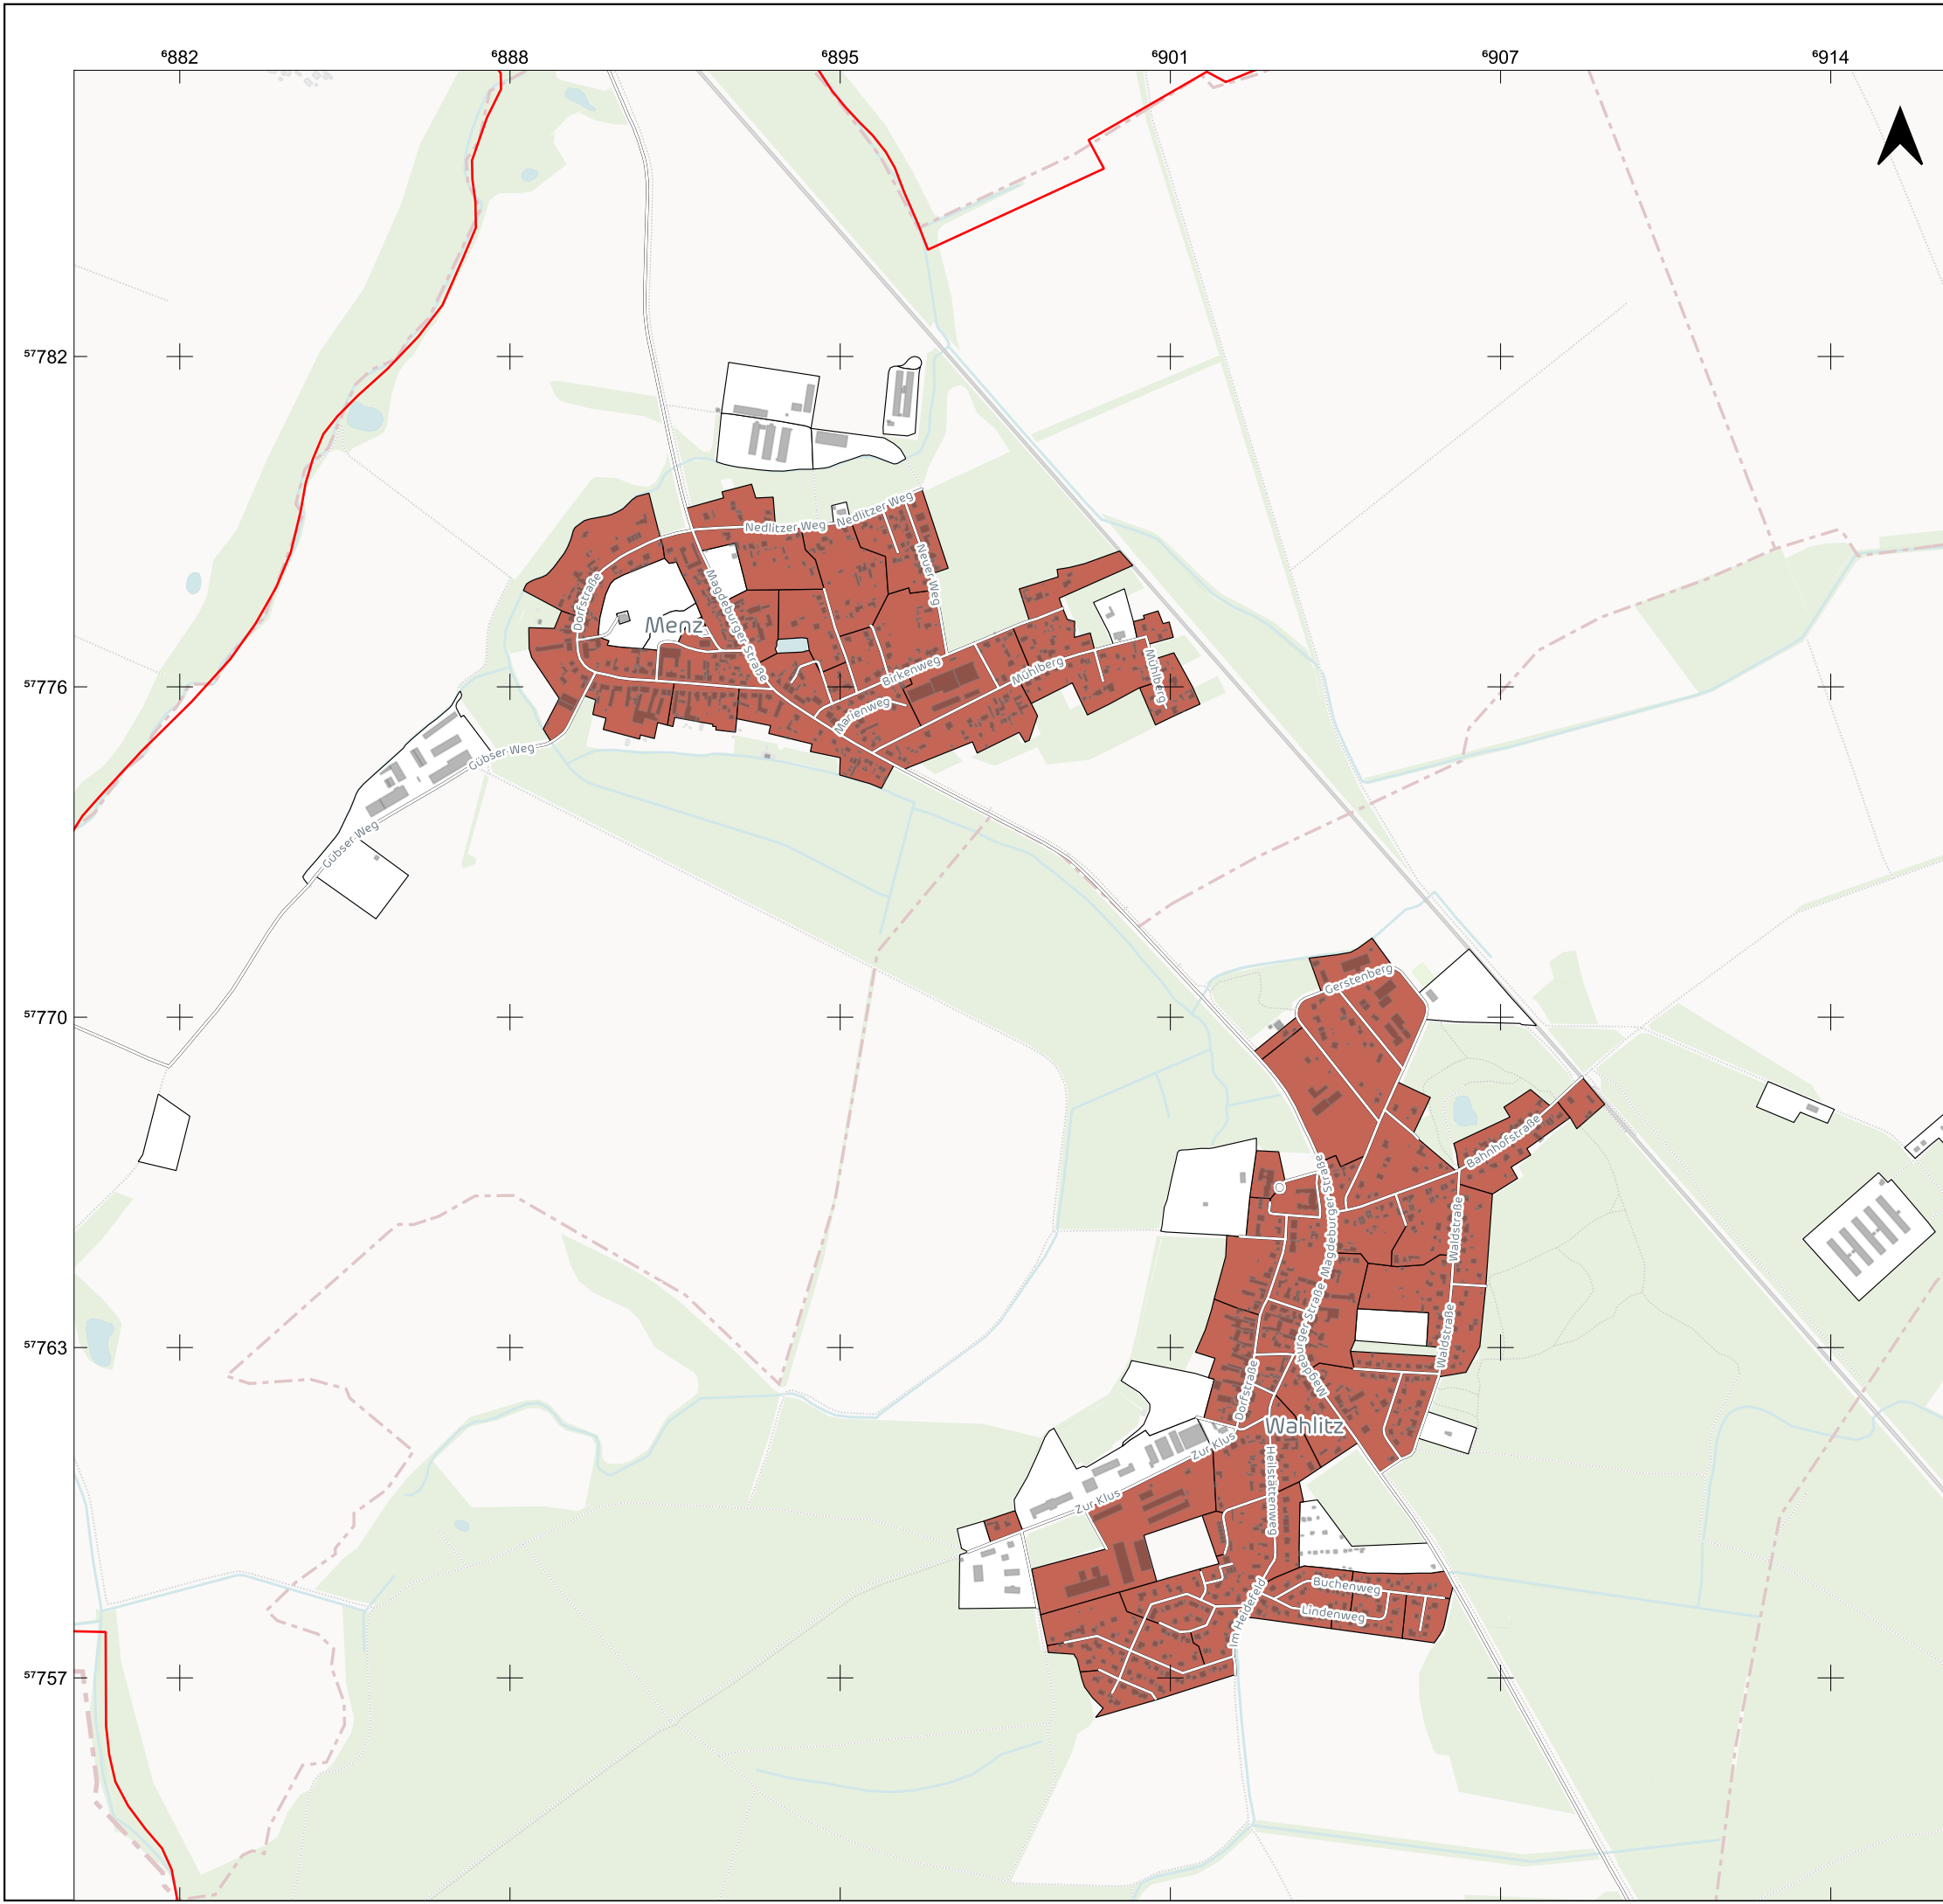 ⁶882 ⁶888 ⁶895 ⁶901 ⁶907 ⁶914
⁵⁷782
Nedlitzer Weg
Nedlitzer Weg
Neuer Weg
Dorfstraße
Magdeburger Straße
Menz
Birkenweg
Mühlberg
Mühlberg
⁵⁷776
Marienweg
Gübser Weg
Gübser Weg
Gerstenberg
⁵⁷770
Bahnhofstraße
Magdeburger Straße
Waldstraße
Magdeburger Straße
Waldstraße
⁵⁷763
Dorfstraße
Wahlitz
Zur Klus
Heilstättenweg
Zur Klus
Buchenweg
Lindenweg
Im Heidefeld
⁵⁷757